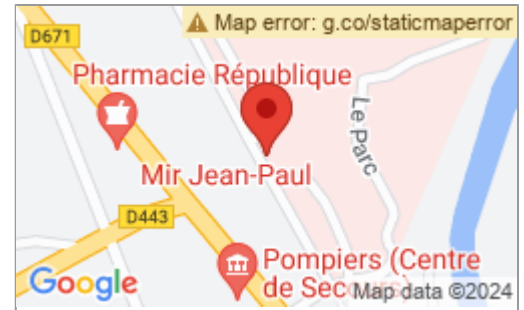 Map error: g.co/staticmaperror
D671
Pharmacie République
Le Parc
Mir Jean-Paul
D443
Pompiers (Centre
de Secours)
Google
Map data ©2024